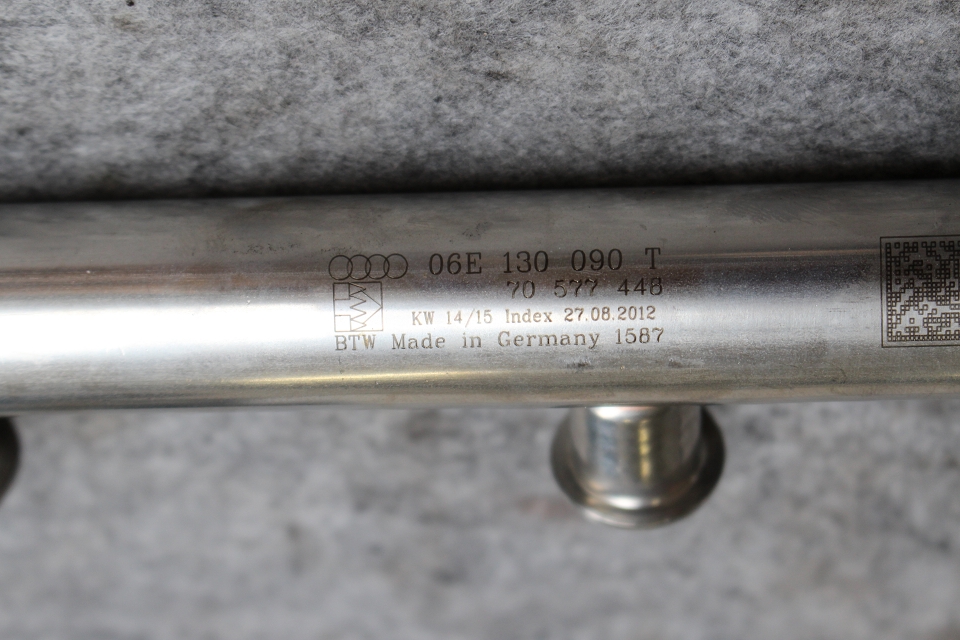 06E 130 090 T
70 577 448
KW 14/15 Index 27.08.2012
BTW Made in Germany 1587